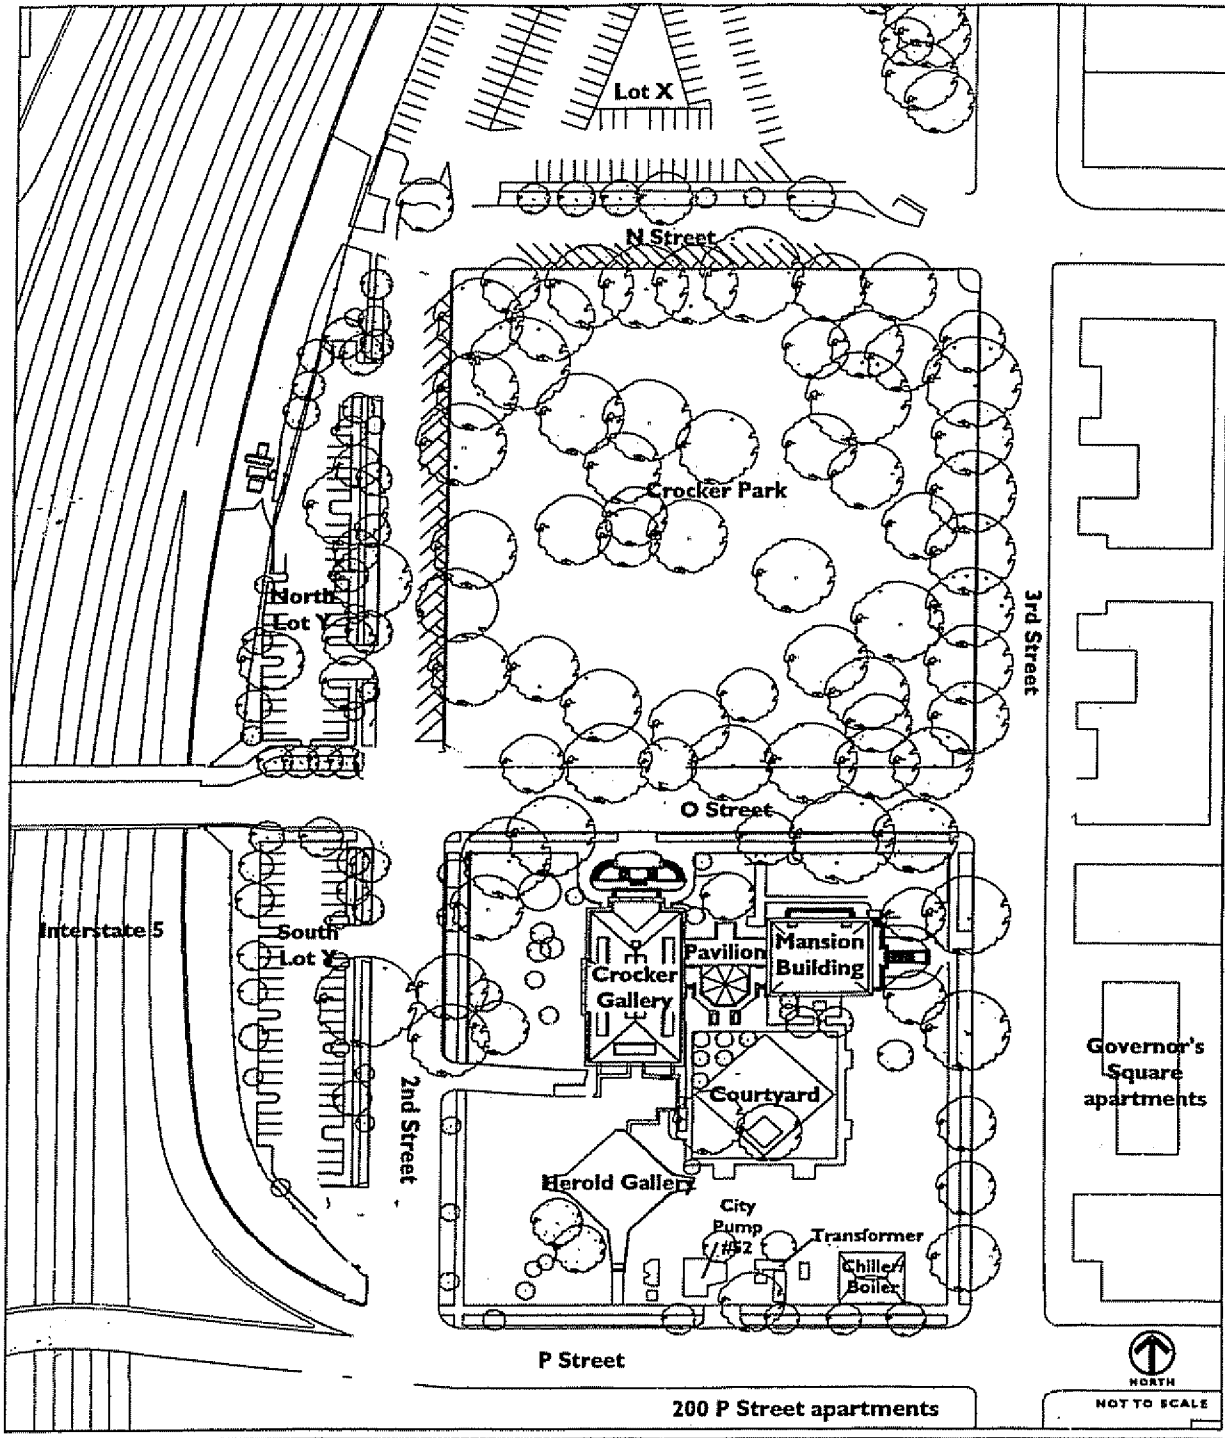 Lot X
N Street
Crocker Park
North
Lot Y
3rd Street
O Street
Interstate 5
South
Lot Y
Crocker
Gallery
Pavilion
Mansion
Building
2nd Street
Courtyard
Governor's
Square
apartments
Herold Gallery
City
Pump
#52
Transformer
Chiller/
Boiler
P Street
200 P Street apartments
NORTH
NOT TO SCALE